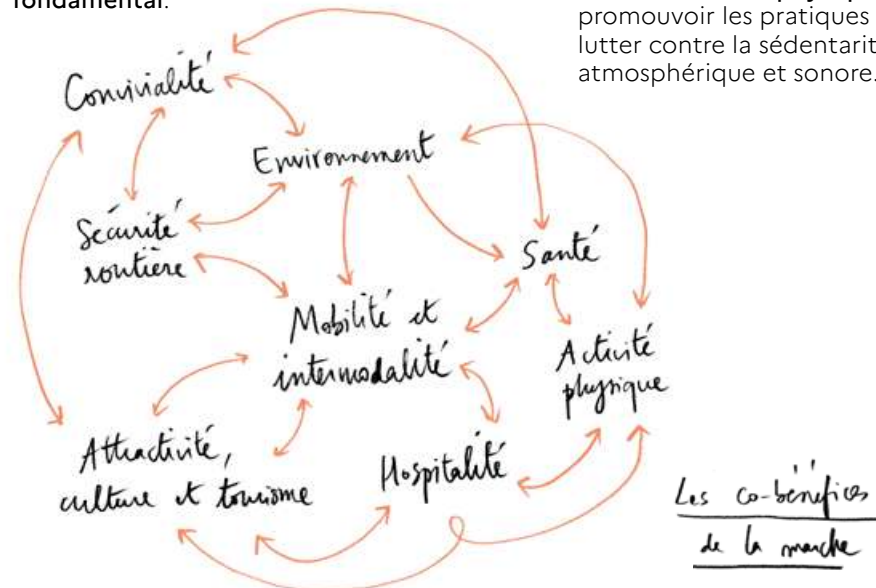 fondamental.
promouvoir les pratiques
lutter contre la sédentarit
atmosphérique et sonore.
Convivialité
Environnement
Sécurité
routière
Santé
Mobilité et
intermodalité
Activité
physique
Attractivité,
culture et tourisme
Hospitalité
Les co-bénéfices
de la marche